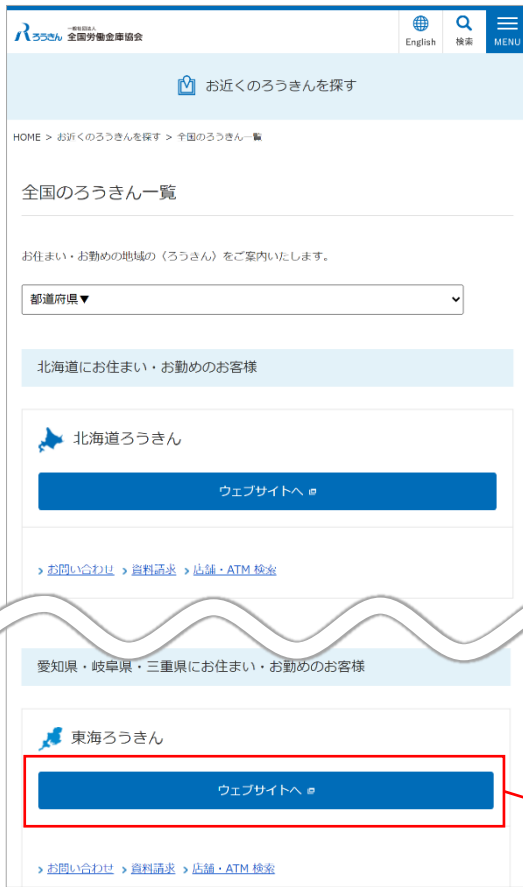 ろうきん 一般社団法人 全国労働金庫協会
English 検索 MENU
お近くのろうきんを探す
HOME > お近くのろうきんを探す > 全国のろうきん一覧
全国のろうきん一覧
お住まい・お勤めの地域の〈ろうきん〉をご案内いたします。
都道府県▼
北海道にお住まい・お勤めのお客様
北海道ろうきん
ウェブサイトへ
› お問い合わせ › 資料請求 › 店舗・ATM 検索
愛知県・岐阜県・三重県にお住まい・お勤めのお客様
東海ろうきん
ウェブサイトへ
› お問い合わせ › 資料請求 › 店舗・ATM 検索